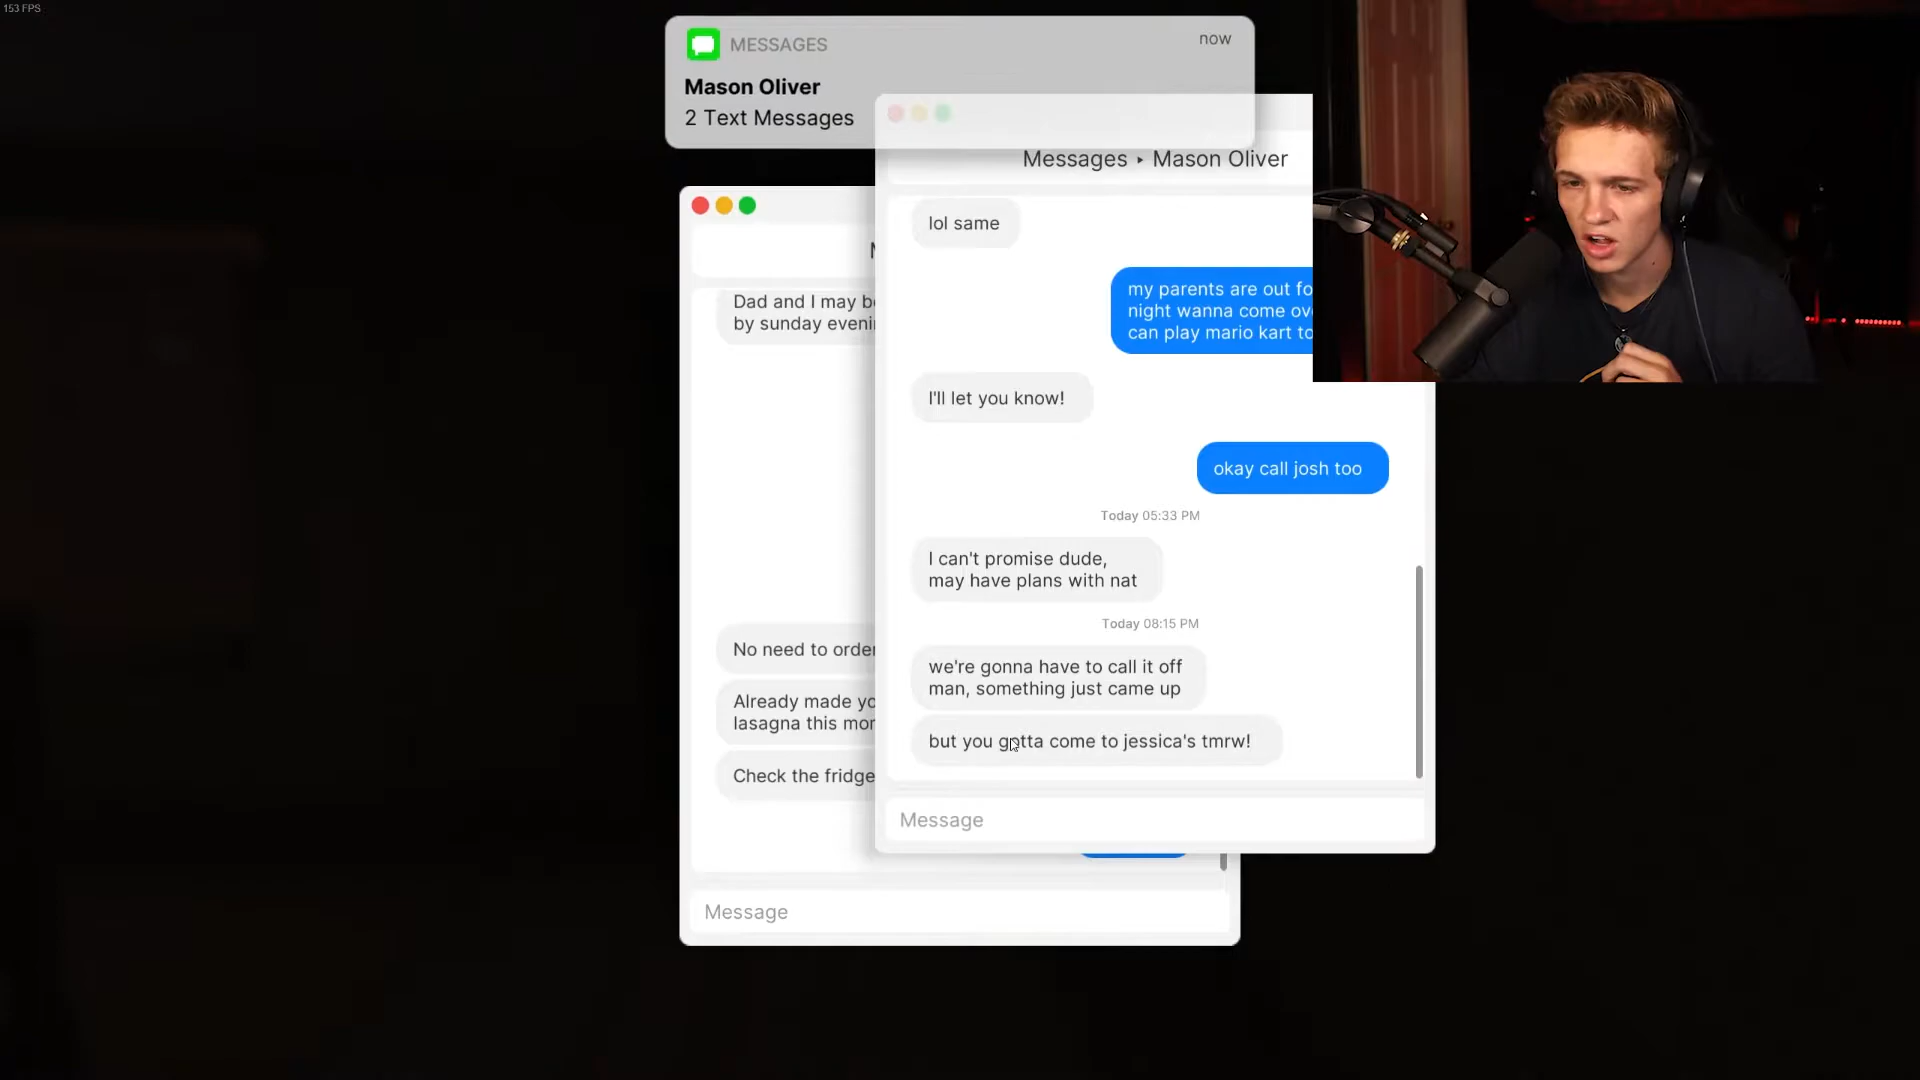 153 FPS
MESSAGES
now
Mason Oliver
2 Text Messages
Messages ‣ Mason Oliver
lol same
my parents are out fo
night wanna come ov
can play mario kart to
I'll let you know!
okay call josh too
Today 05:33 PM
I can't promise dude,
may have plans with nat
Today 08:15 PM
we're gonna have to call it off
man, something just came up
but you gotta come to jessica's tmrw!
Message
Dad and I may be
by sunday eveni
No need to order
Already made yo
lasagna this mor
Check the fridge
Message